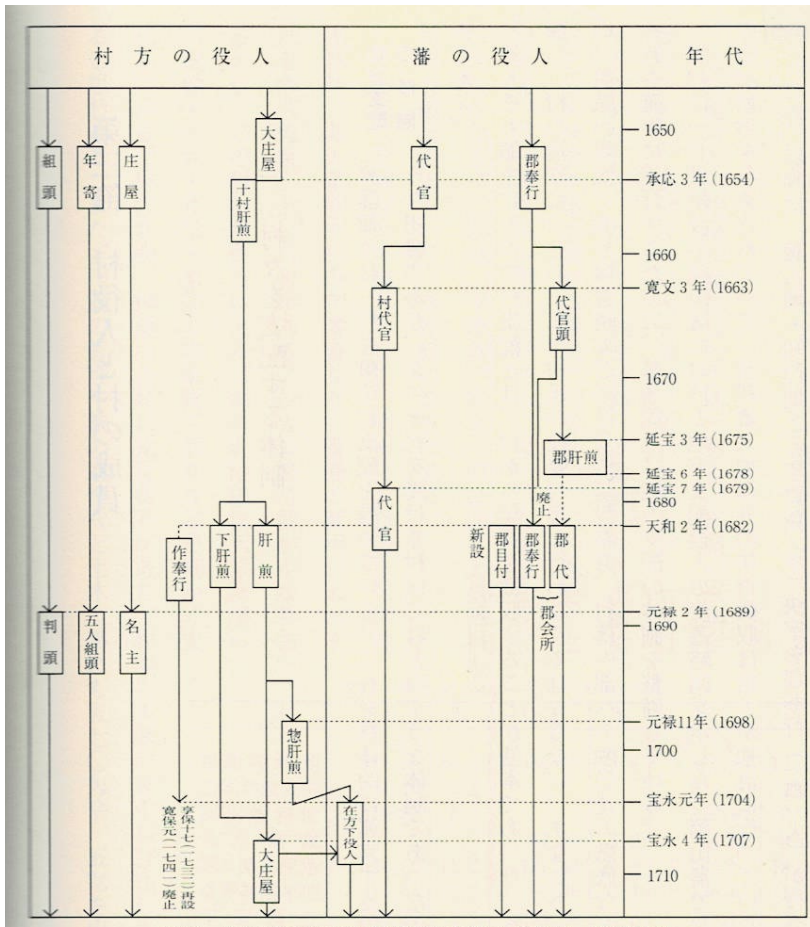 村方の役人
藩の役人
年代
組頭
年寄
庄屋
大庄屋
十村肝煎
代官
郡奉行
村代官
代官頭
郡肝煎
廃止
代官
下肝煎
肝煎
作奉行
新設
郡目付
郡奉行
郡代
郡会所
判頭
五人組頭
名主
惣肝煎
在方下役人
大庄屋
享保十七(一七三二)再設
寛保元(一七四一)廃止
1650
承応3年(1654)
1660
寛文3年(1663)
1670
延宝3年(1675)
延宝6年(1678)
延宝7年(1679)
1680
天和2年(1682)
元禄2年(1689)
1690
元禄11年(1698)
1700
宝永元年(1704)
宝永4年(1707)
1710